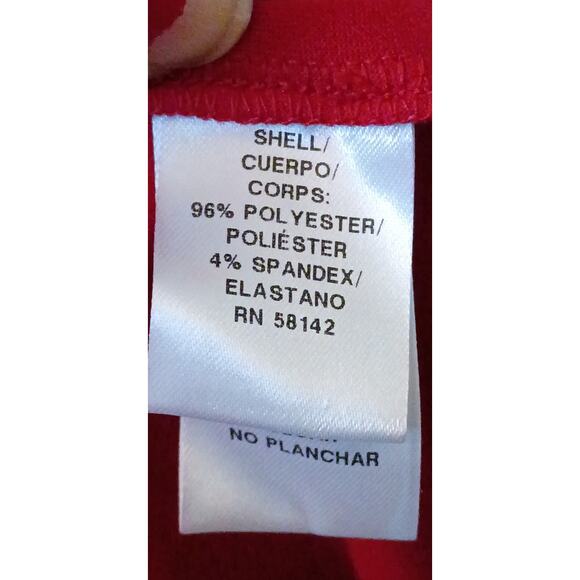 SHELL/
CUERPO/
CORPS:
96% POLYESTER/
POLIÉSTER
4% SPANDEX/
ELASTANO
RN 58142
NO PLANCHAR